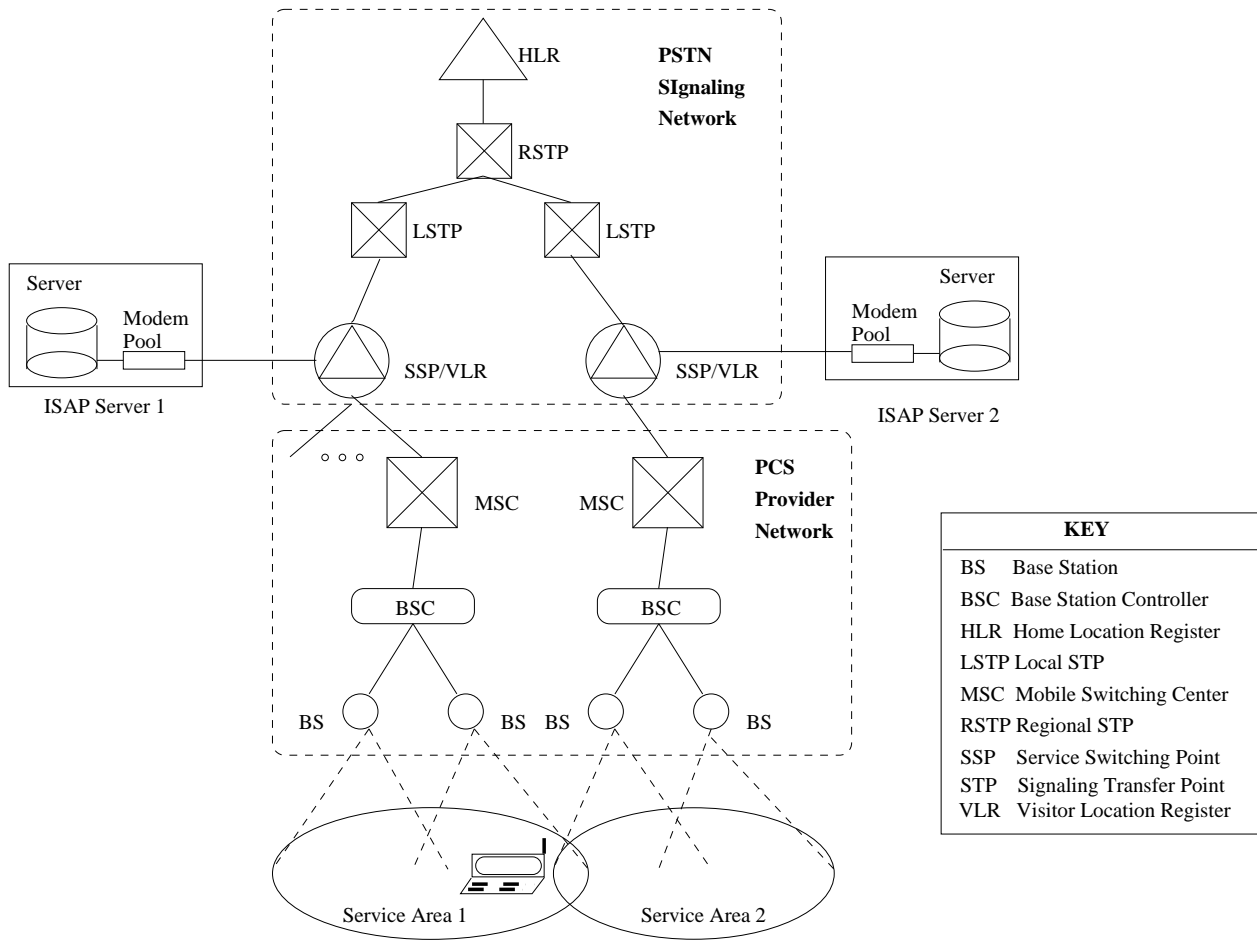 HLR
PSTN
SIgnaling
Network
RSTP
LSTP
LSTP
Server
Modem
Pool
ISAP Server 1
SSP/VLR
SSP/VLR
Server
Modem
Pool
ISAP Server 2
MSC
MSC
PCS
Provider
Network
BSC
BSC
BS
BS
BS
BS
Service Area 1
Service Area 2
KEY
BS Base Station
BSC Base Station Controller
HLR Home Location Register
LSTP Local STP
MSC Mobile Switching Center
RSTP Regional STP
SSP Service Switching Point
STP Signaling Transfer Point
VLR Visitor Location Register